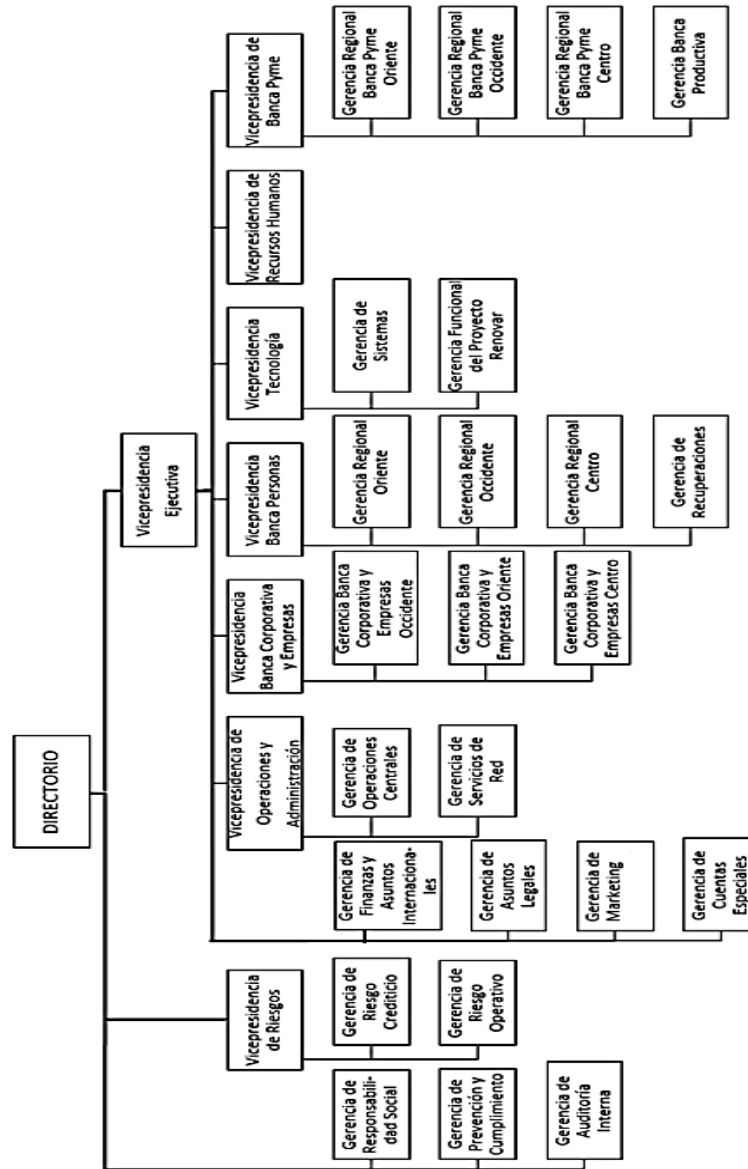 DIRECTORIO
Vicepresidencia
Ejecutiva
Vicepresidencia
de Riesgos
Vicepresidencia de
Operaciones y
Administración
Vicepresidencia
Banca Corporativa
y Empresas
Vicepresidencia
Banca Personas
Vicepresidencia
Tecnología
Vicepresidencia de
Recursos Humanos
Vicepresidencia de
Banca Pyme
Gerencia de
Responsabili-
dad Social
Gerencia de
Prevención y
Cumplimiento
Gerencia de
Auditoría
Interna
Gerencia de
Riesgo
Crediticio
Gerencia de
Riesgo
Operativo
Gerencia de
Finanzas y
Asuntos
Internaciona-
les
Gerencia de
Asuntos
Legales
Gerencia de
Marketing
Gerencia de
Cuentas
Especiales
Gerencia de
Operaciones
Centrales
Gerencia de
Servicios de
Red
Gerencia Banca
Corporativa y
Empresas
Occidente
Gerencia Banca
Corporativa y
Empresas Oriente
Gerencia Banca
Corporativa y
Empresas Centro
Gerencia Regional
Oriente
Gerencia Regional
Occidente
Gerencia Regional
Centro
Gerencia de
Recuperaciones
Gerencia de
Sistemas
Gerencia Funcional
del Proyecto
Renovar
Gerencia Regional
Banca Pyme
Oriente
Gerencia Regional
Banca Pyme
Occidente
Gerencia Regional
Banca Pyme
Centro
Gerencia Banca
Productiva